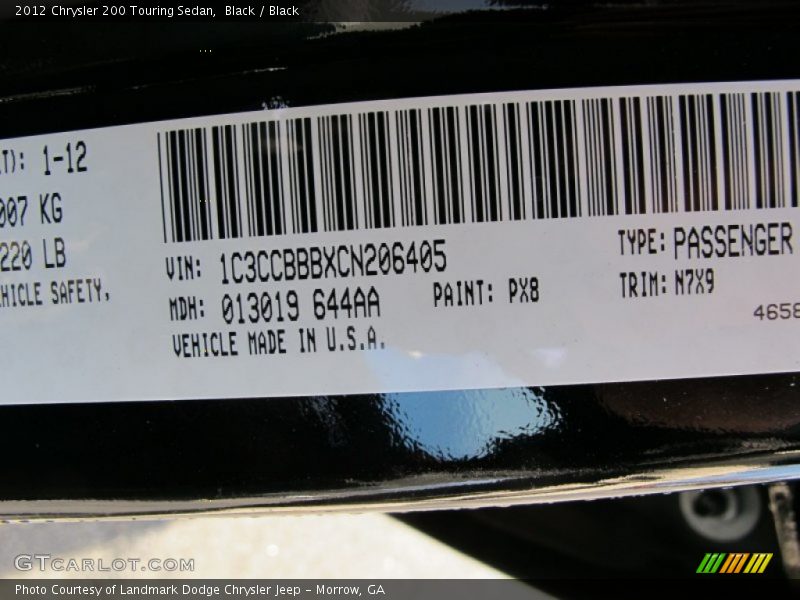 2012 Chrysler 200 Touring Sedan, Black / Black
T): 1-12
007 KG
220 LB
EHICLE SAFETY,
VIN: 1C3CCBBBXCN206405
MDH: 013019 644AA
VEHICLE MADE IN U.S.A.
PAINT: PX8
TYPE: PASSENGER
TRIM: N7X9
4658
GTCARLOT.COM
Photo Courtesy of Landmark Dodge Chrysler Jeep – Morrow, GA